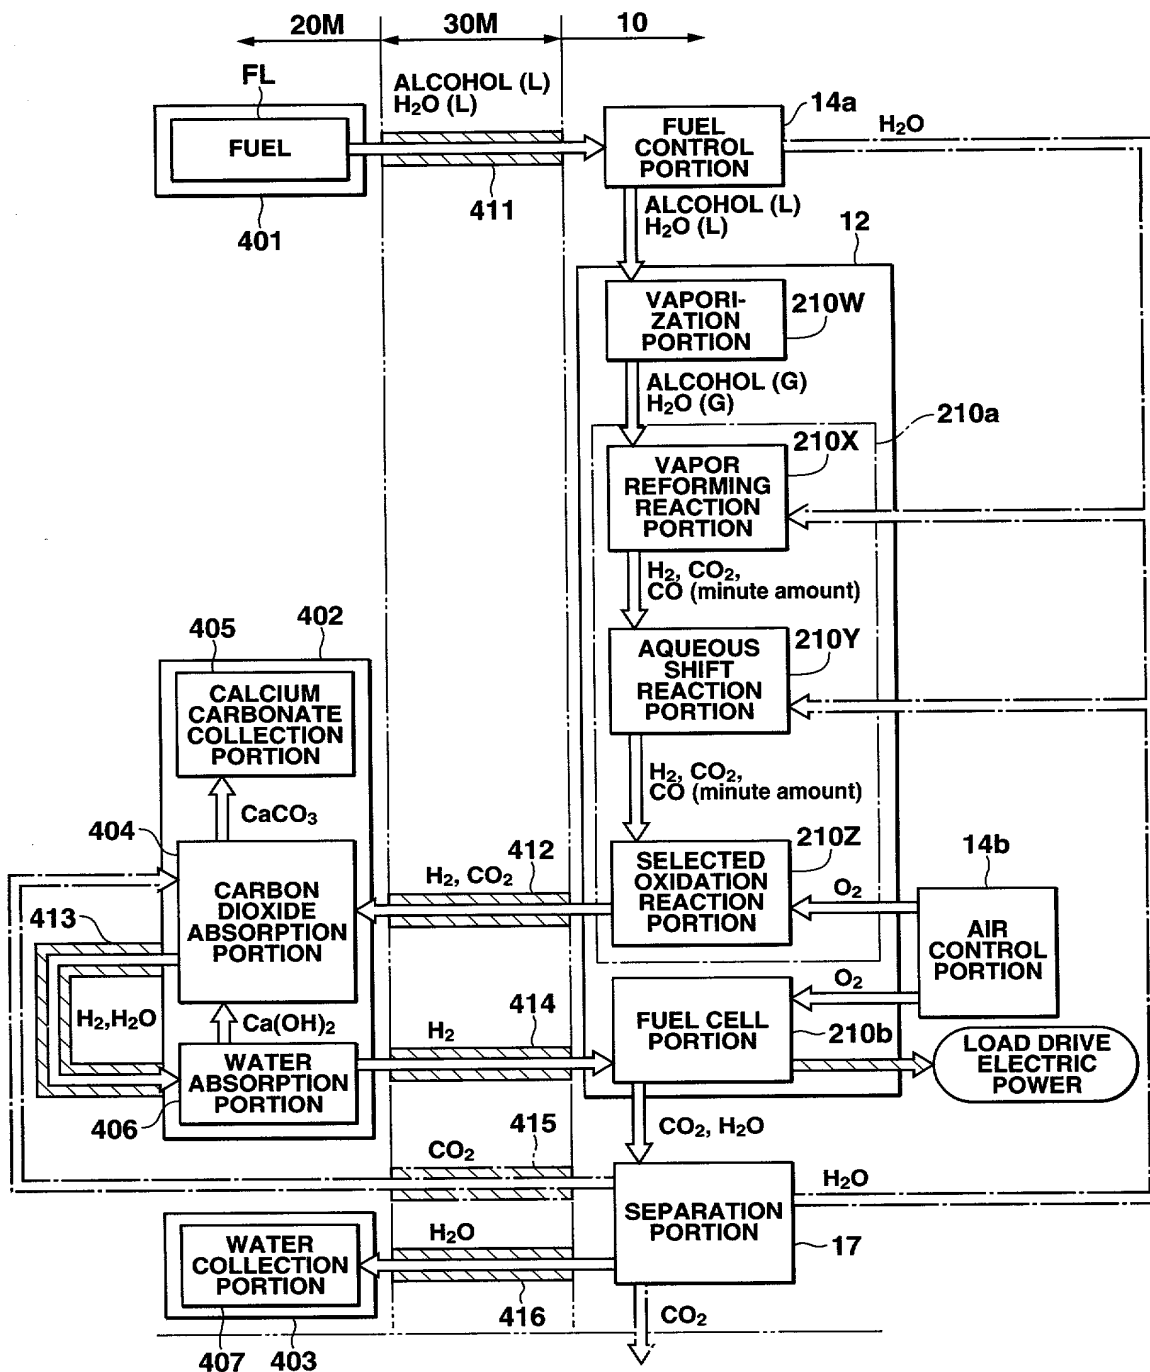 20M
30M
10
FL
ALCOHOL (L)
H₂O (L)
14a
FUEL
FUEL
CONTROL
PORTION
H₂O
411
401
ALCOHOL (L)
H₂O (L)
12
VAPORI-
ZATION
PORTION
210W
ALCOHOL (G)
H₂O (G)
210a
210X
VAPOR
REFORMING
REACTION
PORTION
H₂, CO₂,
CO (minute amount)
405
402
210Y
CALCIUM
CARBONATE
COLLECTION
PORTION
AQUEOUS
SHIFT
REACTION
PORTION
H₂, CO₂,
CO (minute amount)
CaCO₃
404
412
210Z
14b
H₂, CO₂
CARBON
DIOXIDE
ABSORPTION
PORTION
SELECTED
OXIDATION
REACTION
PORTION
O₂
AIR
CONTROL
PORTION
413
O₂
H₂,H₂O
Ca(OH)₂
414
H₂
FUEL CELL
PORTION
210b
WATER
ABSORPTION
PORTION
LOAD DRIVE
ELECTRIC
POWER
406
415
CO₂, H₂O
CO₂
H₂O
SEPARATION
PORTION
17
WATER
COLLECTION
PORTION
H₂O
416
CO₂
407
403